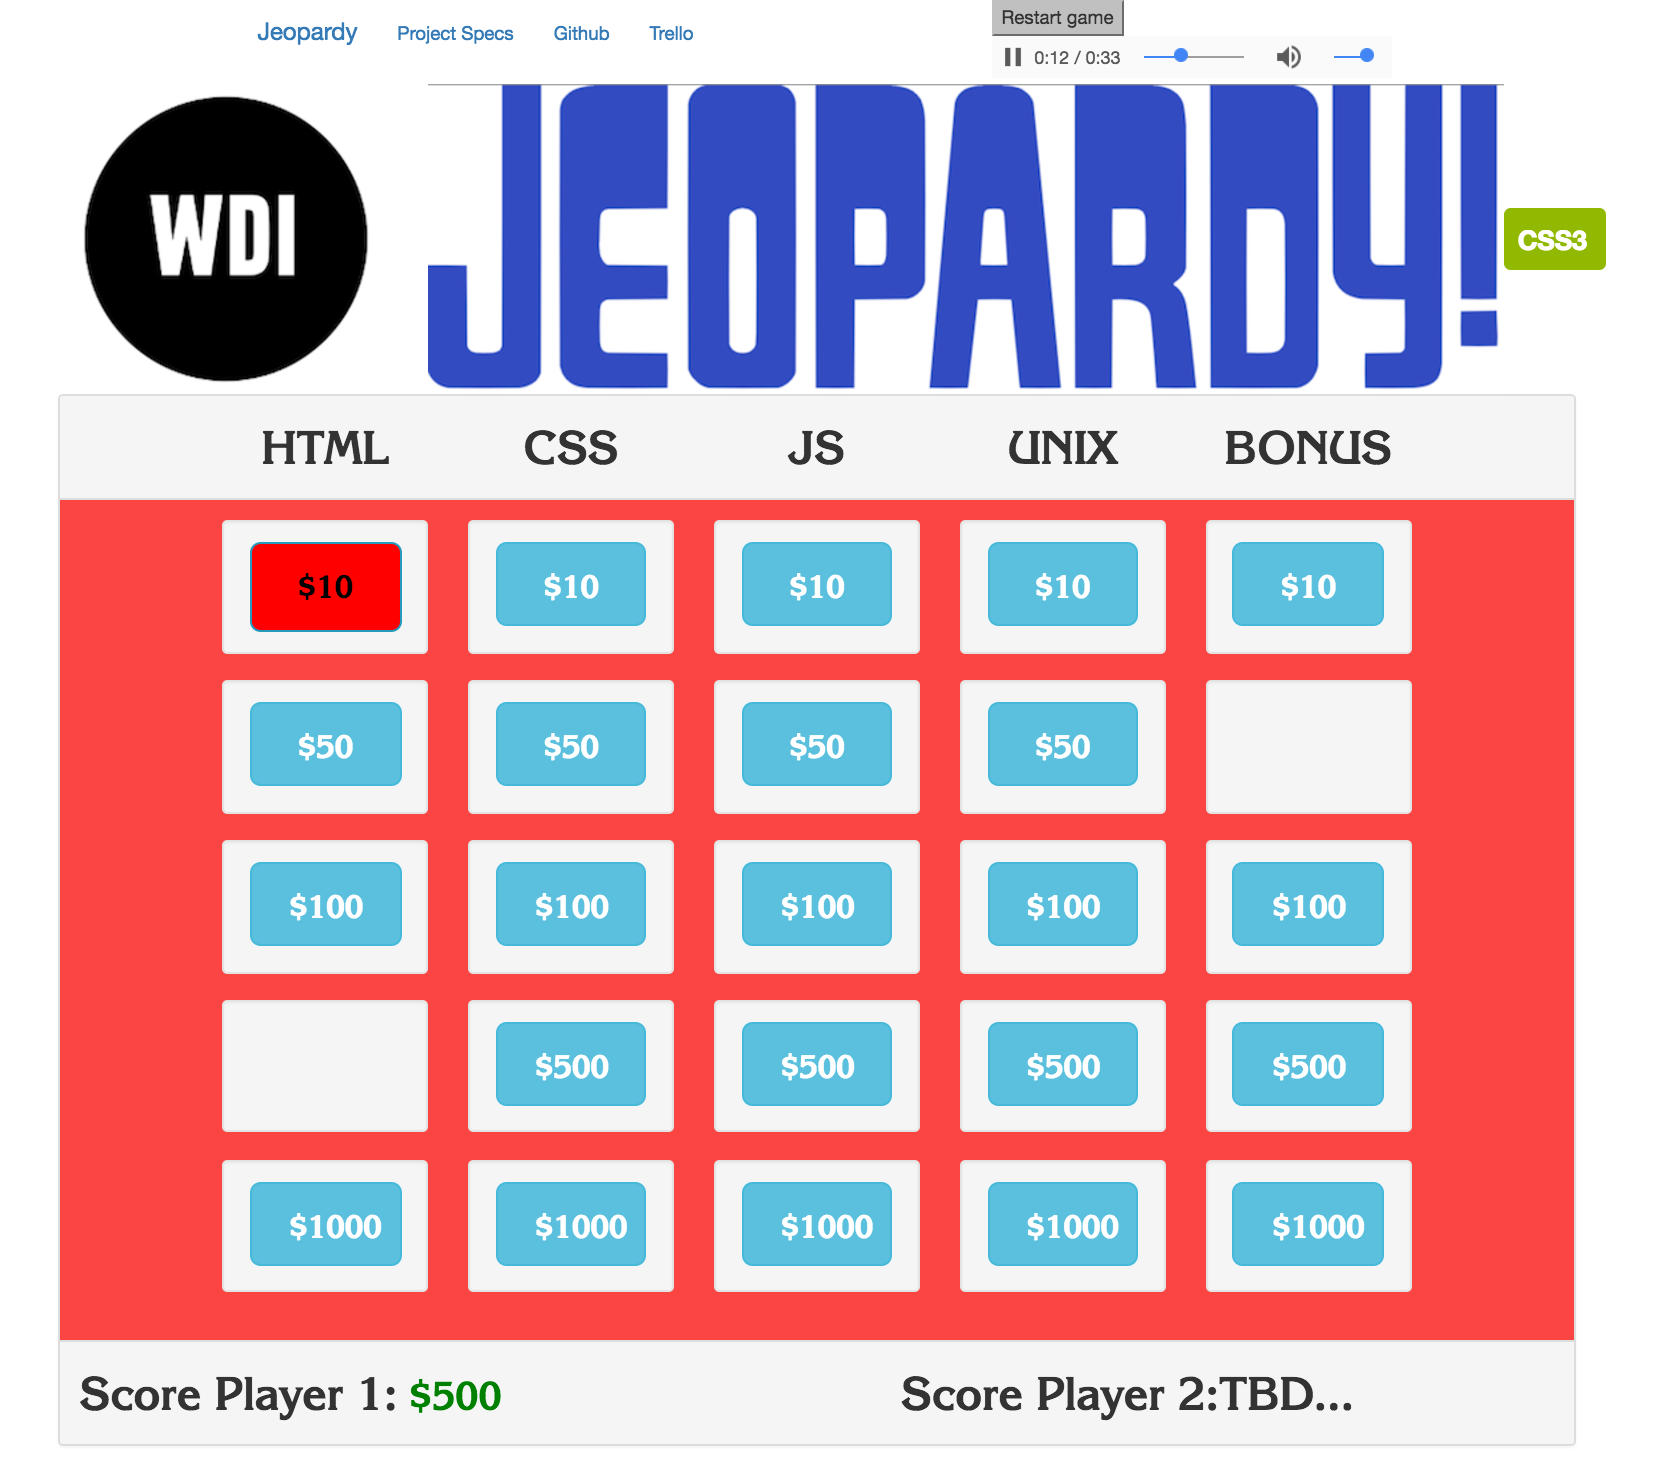 Jeopardy Project Specs Github Trello
Restart game
0:12 / 0:33
WDI
JEOPARDY!
CSS3
HTML CSS JS UNIX BONUS
$10 $10 $10 $10 $10
$50 $50 $50 $50
$100 $100 $100 $100 $100
$500 $500 $500 $500
$1000 $1000 $1000 $1000 $1000
Score Player 1: $500 Score Player 2:TBD...